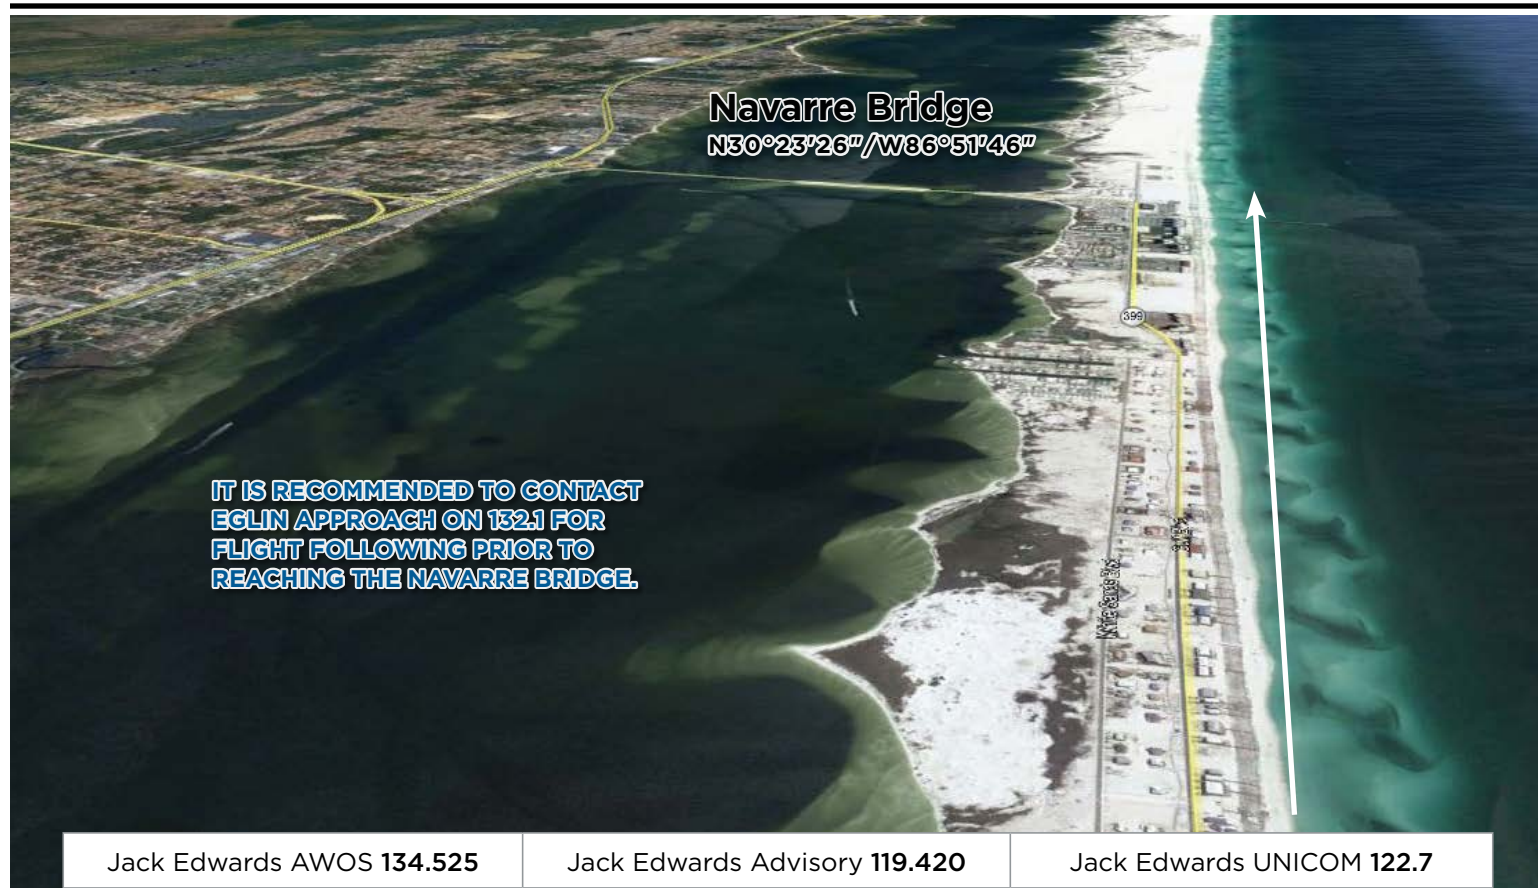 Navarre Bridge
N30°23'26"/W86°51'46"
399
IT IS RECOMMENDED TO CONTACT
EGLIN APPROACH ON 132.1 FOR
FLIGHT FOLLOWING PRIOR TO
REACHING THE NAVARRE BRIDGE.
Jack Edwards AWOS 134.525
Jack Edwards Advisory 119.420
Jack Edwards UNICOM 122.7